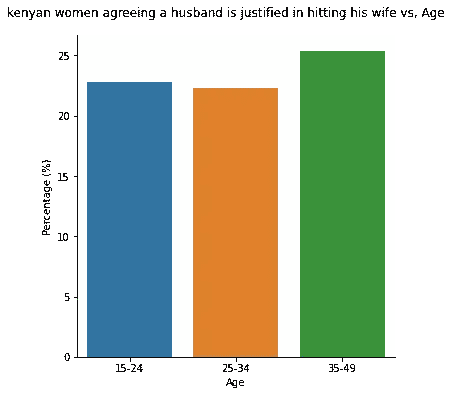 kenyan women agreeing a husband is justified in hitting his wife vs, Age
25
20
15
10
5
0
Percentage (%)
15-24 25-34 35-49
Age